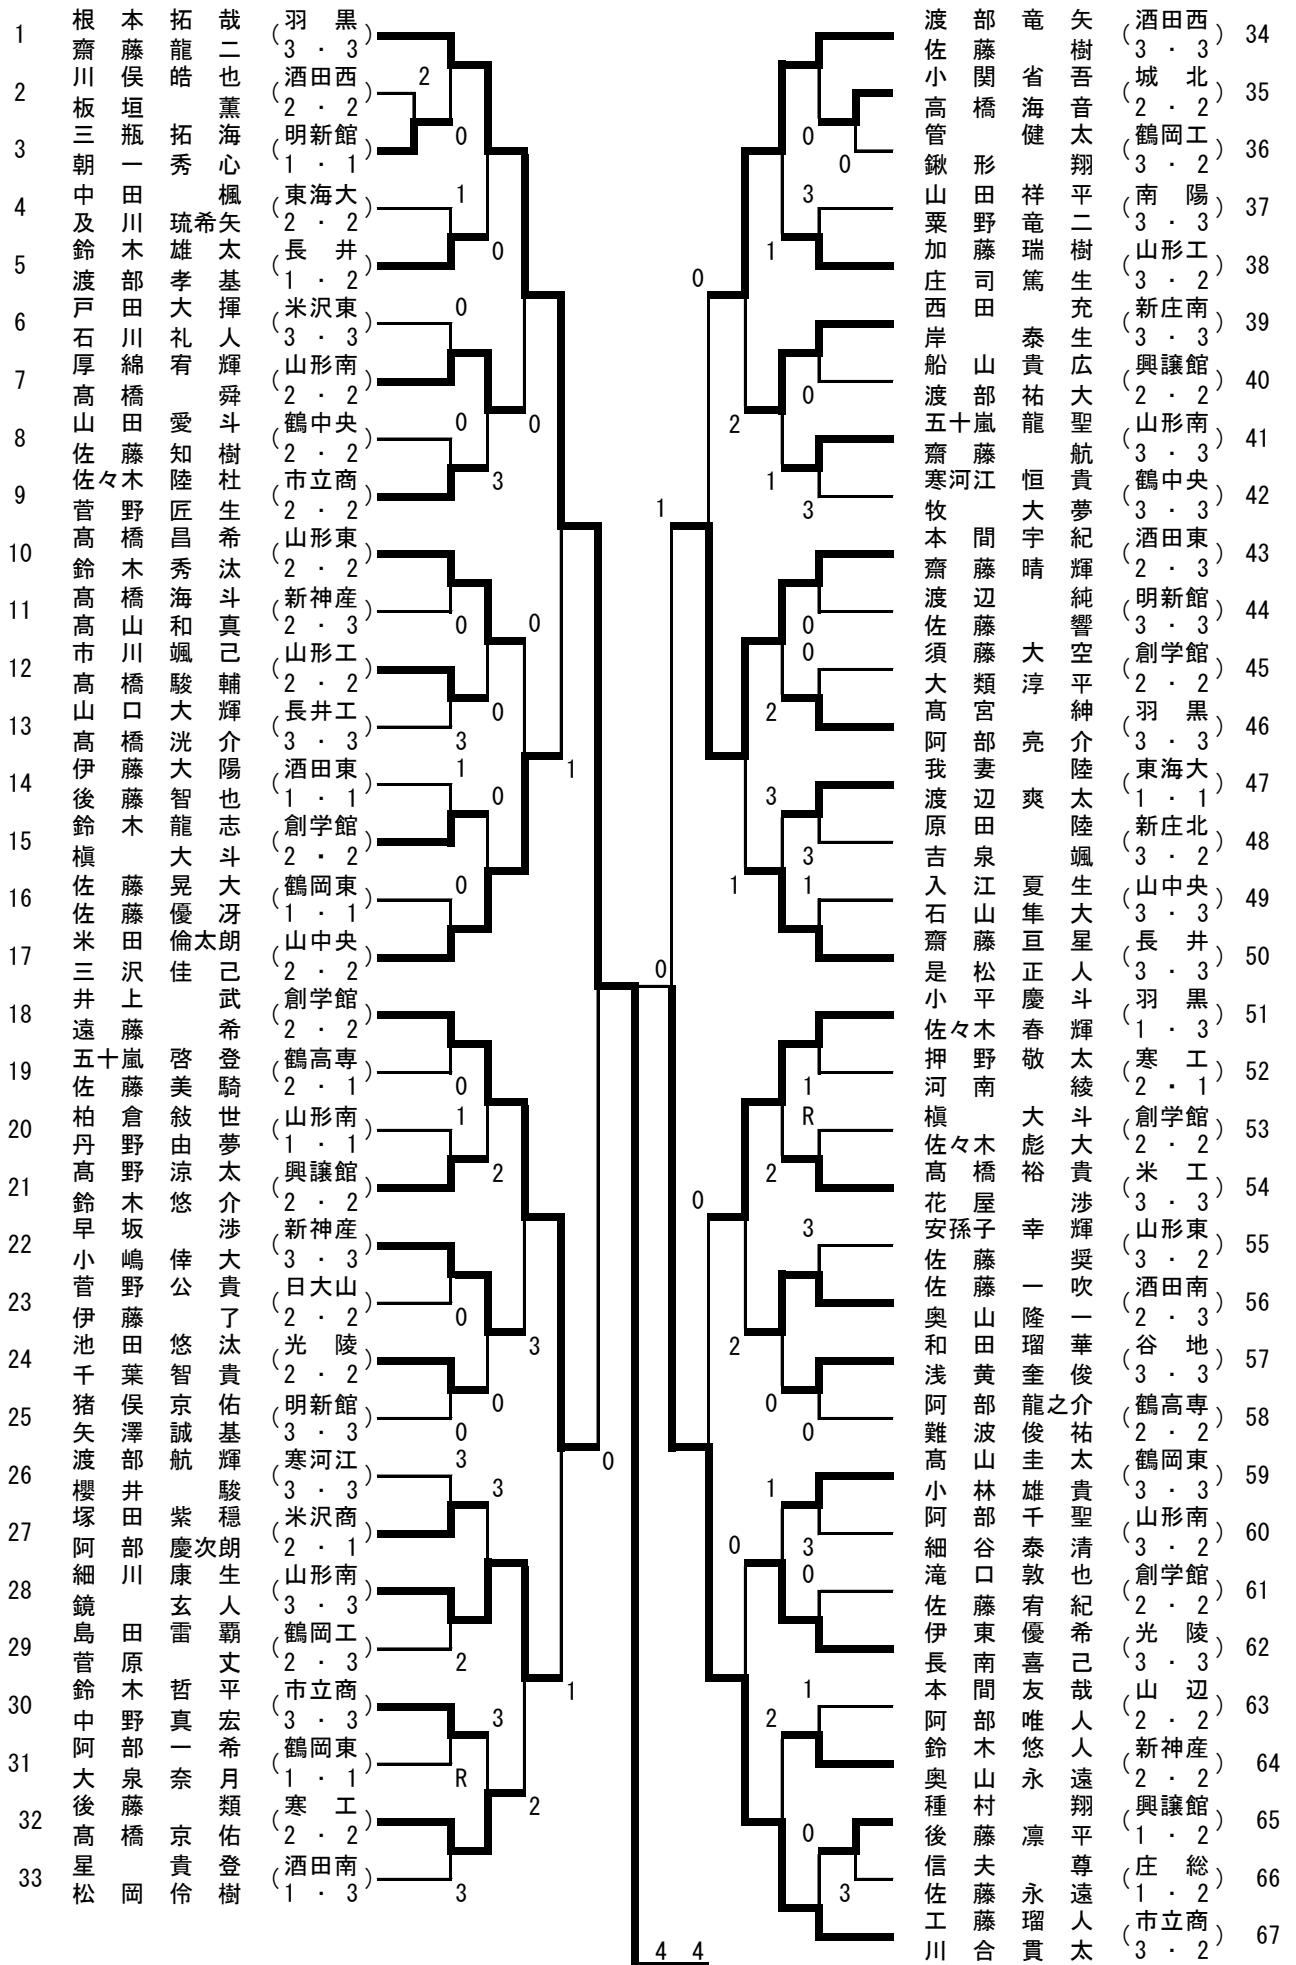 1 根本拓哉 (羽黒
齋藤龍二 3・3)
2 川俣皓也 (酒田西
板垣薫 2・2)
3 三瓶拓海 (明新館
朝一秀心 1・1)
4 中田楓 (東海大
及川琉希矢 2・2)
5 鈴木雄太 (長井
渡部孝基 1・2)
6 戸田大揮 (米沢東
石川礼人 3・3)
7 厚綿宥輝 (山形南
髙橋舜 2・2)
8 山田愛斗 (鶴中央
佐藤知樹 2・2)
9 佐々木陸杜 (市立商
菅野匠生 2・2)
10 髙橋昌希 (山形東
鈴木秀汰 2・2)
11 髙橋海斗 (新神産
髙山和真 2・3)
12 市川颯己 (山形工
髙橋駿輔 2・2)
13 山口大輝 (長井工
髙橋洸介 3・3)
14 伊藤大陽 (酒田東
後藤智也 1・1)
15 鈴木龍志 (創学館
槇大斗 2・2)
16 佐藤晃大 (鶴岡東
佐藤優冴 1・1)
17 米田倫太朗 (山中央
三沢佳己 2・2)
18 井上武 (創学館
遠藤希 2・2)
19 五十嵐啓登 (鶴高専
佐藤美騎 2・1)
20 柏倉敍世 (山形南
丹野由夢 1・1)
21 髙野涼太 (興譲館
鈴木悠介 2・2)
22 早坂渉 (新神産
小嶋倖大 3・3)
23 菅野公貴 (日大山
伊藤了 2・2)
24 池田悠汰 (光陵
千葉智貴 2・2)
25 猪俣京佑 (明新館
矢澤誠基 3・3)
26 渡部航輝 (寒河江
櫻井駿 3・3)
27 塚田紫穏 (米沢商
阿部慶次朗 2・1)
28 細川康生 (山形南
鏡玄人 3・3)
29 島田雷覇 (鶴岡工
菅原丈 2・3)
30 鈴木哲平 (市立商
中野真宏 3・3)
31 阿部一希 (鶴岡東
大泉奈月 1・1)
32 後藤類 (寒工
髙橋京佑 2・2)
33 星貴登 (酒田南
松岡伶樹 1・3)
2
0
1
0
0
0
0
3
0
0
0
3
1
0
0
1
0
1
2
0
3
0
0
3
3
2
3
R
3
2
1
0
0
4 4
1
0
0
0
0
3
1
0
2
1
3
0
0
2
3
3
1
1
1
R
2
0
3
2
0
0
1
3
0
0
1
2
0
3
渡部竜矢 (酒田西 34
佐藤樹 3・3)
小関省吾 (城北 35
高橋海音 2・2)
管健太 (鶴岡工 36
鍬形翔 3・2)
山田祥平 (南陽 37
粟野竜二 3・3)
加藤瑞樹 (山形工 38
庄司篤生 3・2)
西田充 (新庄南 39
岸泰生 3・3)
船山貴広 (興譲館 40
渡部祐大 2・2)
五十嵐龍聖 (山形南 41
齋藤航 3・3)
寒河江恒貴 (鶴中央 42
牧大夢 3・3)
本間宇紀 (酒田東 43
齋藤晴輝 2・3)
渡辺純 (明新館 44
佐藤響 3・3)
須藤大空 (創学館 45
大類淳平 2・2)
髙宮紳 (羽黒 46
阿部亮介 3・3)
我妻陸 (東海大 47
渡辺爽太 1・1)
原田陸 (新庄北 48
吉泉颯 3・2)
入江夏生 (山中央 49
石山隼大 3・3)
齋藤亘星 (長井 50
是松正人 3・3)
小平慶斗 (羽黒 51
佐々木春輝 1・3)
押野敬太 (寒工 52
河南綾 2・1)
槇大斗 (創学館 53
佐々木彪大 2・2)
髙橋裕貴 (米工 54
花屋渉 3・3)
安孫子幸輝 (山形東 55
佐藤奨 3・2)
佐藤一吹 (酒田南 56
奥山隆一 2・3)
和田瑠華 (谷地 57
浅黄奎俊 3・3)
阿部龍之介 (鶴高専 58
難波俊祐 2・2)
髙山圭太 (鶴岡東 59
小林雄貴 3・3)
阿部千聖 (山形南 60
細谷泰清 3・2)
滝口敦也 (創学館 61
佐藤宥紀 2・2)
伊東優希 (光陵 62
長南喜己 3・3)
本間友哉 (山辺 63
阿部唯人 2・2)
鈴木悠人 (新神産 64
奥山永遠 2・2)
種村翔 (興譲館 65
後藤凛平 1・2)
信夫尊 (庄総 66
佐藤永遠 1・2)
工藤瑠人 (市立商 67
川合貫太 3・2)